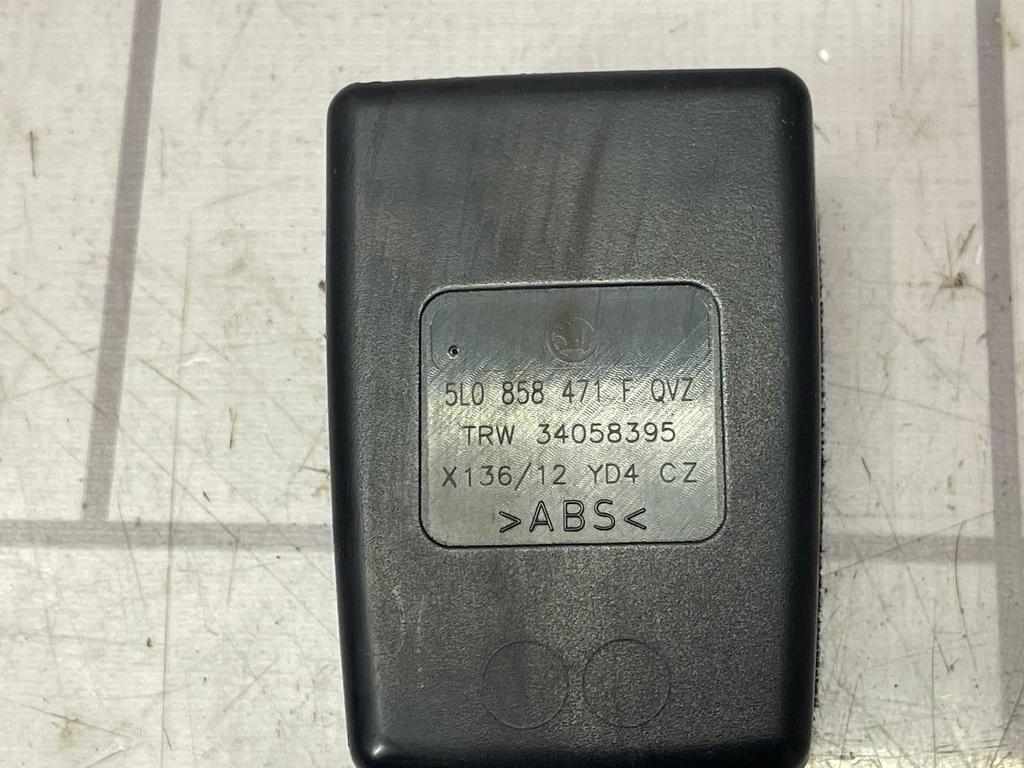 5L0 858 471 F QVZ
TRW 34058395
X136/12 YD4 CZ
>ABS<